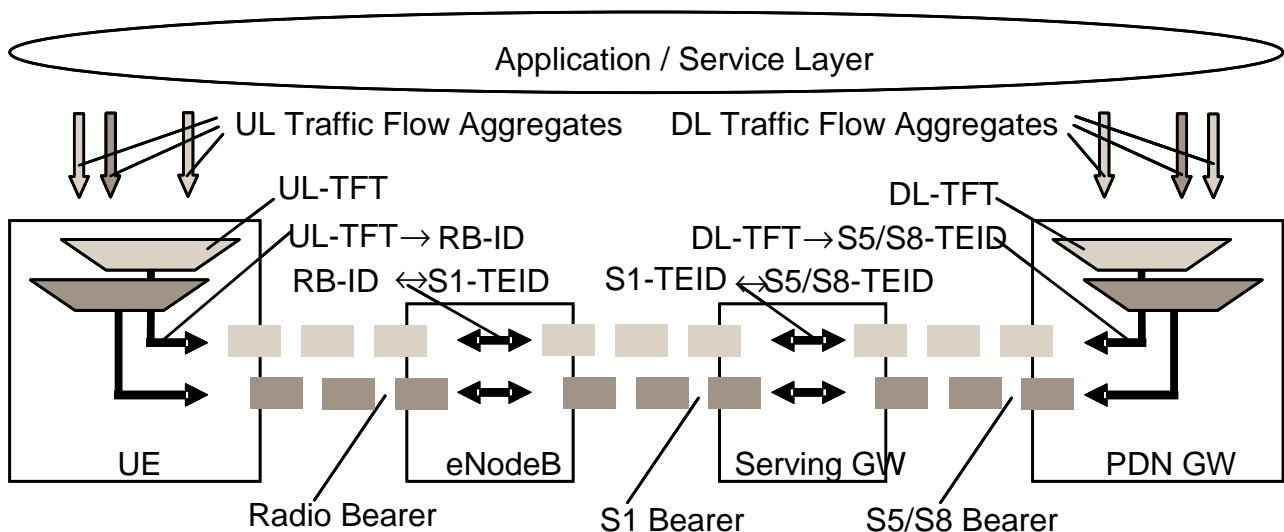 Application / Service Layer
UL Traffic Flow Aggregates
DL Traffic Flow Aggregates
UL-TFT
DL-TFT
UL-TFT→ RB-ID
DL-TFT→S5/S8-TEID
RB-ID ↔S1-TEID
S1-TEID ↔S5/S8-TEID
UE
eNodeB
Serving GW
PDN GW
Radio Bearer
S1 Bearer
S5/S8 Bearer